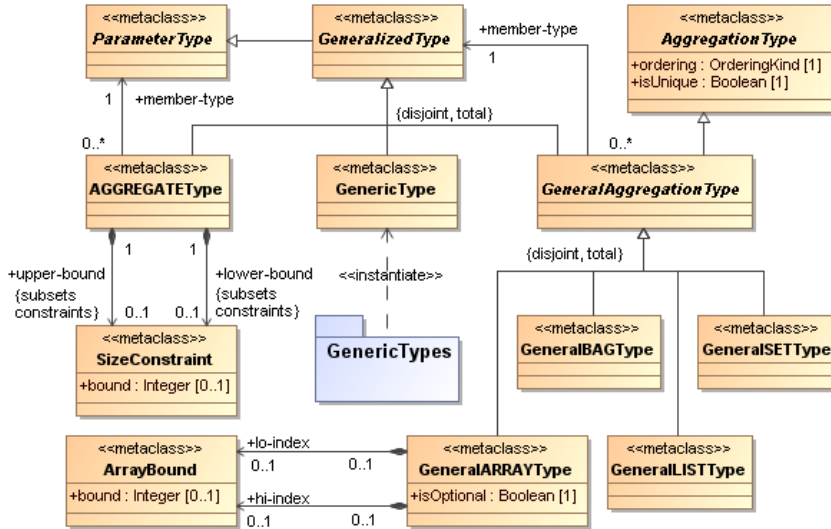 <<metaclass>>
ParameterType
<<metaclass>>
GeneralizedType
+member-type
1
<<metaclass>>
AggregationType
+ordering : OrderingKind [1]
+isUnique : Boolean [1]
1
+member-type
0..*
{disjoint, total}
0..*
<<metaclass>>
AGGREGATEType
<<metaclass>>
GenericType
<<metaclass>>
GeneralAggregationType
1
1
+upper-bound
{subsets
constraints}
0..1
+lower-bound
{subsets
constraints}
0..1
<<instantiate>>
{disjoint, total}
<<metaclass>>
SizeConstraint
+bound : Integer [0..1]
GenericTypes
<<metaclass>>
GeneralBAGType
<<metaclass>>
GeneralSETType
<<metaclass>>
ArrayBound
+bound : Integer [0..1]
+lo-index
0..1
0..1
+hi-index
0..1
0..1
<<metaclass>>
GeneralARRAYType
+isOptional : Boolean [1]
<<metaclass>>
GeneralLISTType